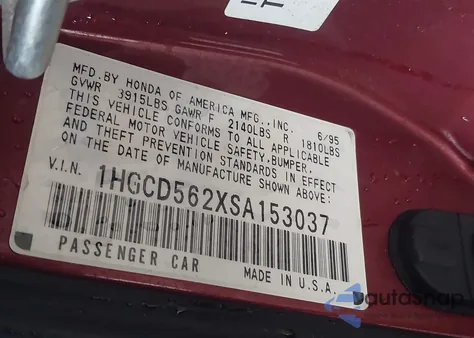 MFD. BY HONDA OF AMERICA MFG., INC. 6/95
GVWR 3915LBS GAWR F 2140LBS R 1810LBS
THIS VEHICLE CONFORMS TO ALL APPLICABLE
FEDERAL MOTOR VEHICLE SAFETY, BUMPER,
AND THEFT PREVENTION STANDARDS IN EFFECT
ON THE DATE OF MANUFACTURE SHOWN ABOVE:
V.I.N. 1HGCD562XSA153037
PASSENGER CAR MADE IN U.S.A.
autosnap